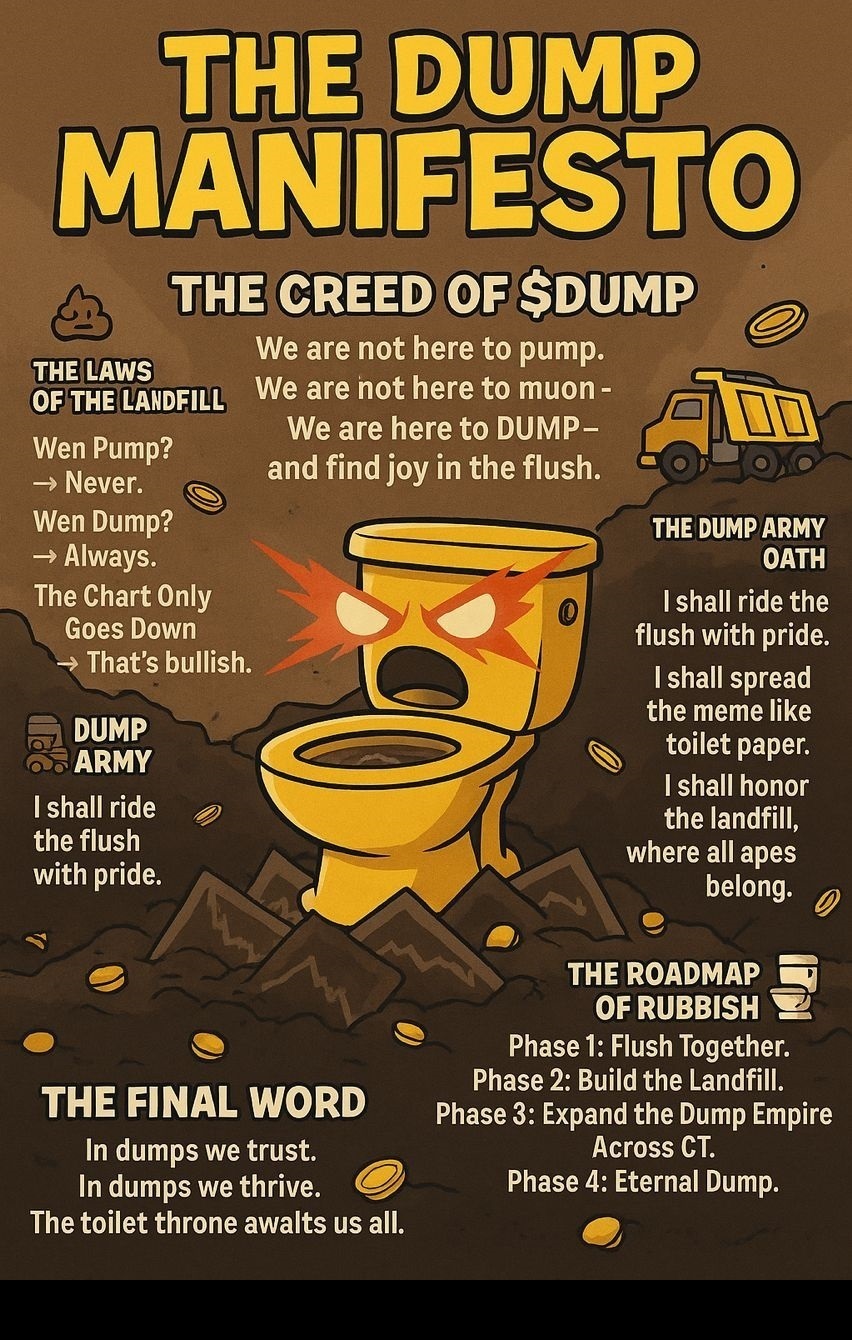 THE DUMP
MANIFESTO
THE CREED OF $DUMP
We are not here to pump.
We are not here to muon -
We are here to DUMP–
and find joy in the flush.
THE LAWS
OF THE LANDFILL
Wen Pump?
→ Never.
Wen Dump?
→ Always.
The Chart Only
Goes Down
→ That's bullish.
DUMP
ARMY
I shall ride
the flush
with pride.
THE DUMP ARMY
OATH
I shall ride the
flush with pride.
I shall spread
the meme like
toilet paper.
I shall honor
the landfill,
where all apes
belong.
THE ROADMAP
OF RUBBISH
Phase 1: Flush Together.
Phase 2: Build the Landfill.
Phase 3: Expand the Dump Empire
Across CT.
Phase 4: Eternal Dump.
THE FINAL WORD
In dumps we trust.
In dumps we thrive.
The toilet throne awalts us all.